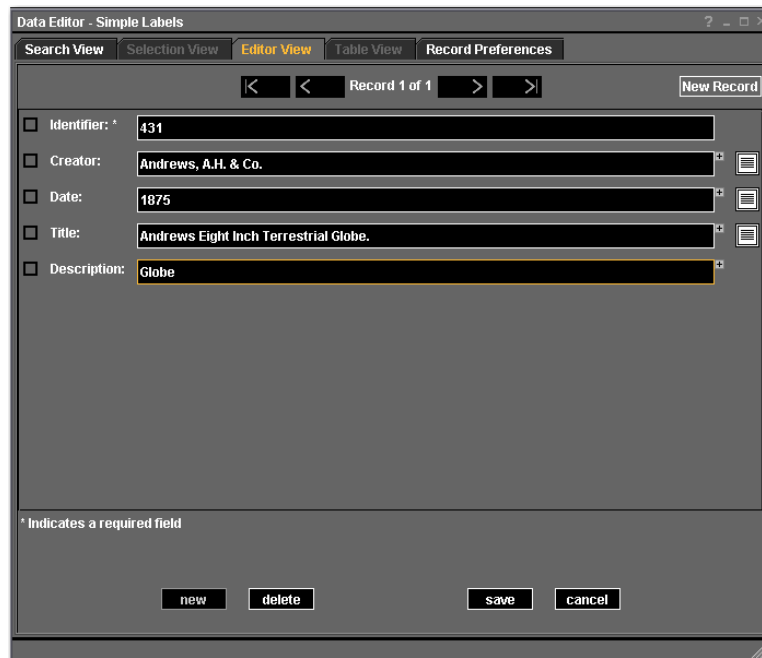 Data Editor - Simple Labels
Search View Selection View Editor View Table View Record Preferences
Record 1 of 1 New Record
Identifier: * 431
Creator: Andrews, A.H. & Co.
Date: 1875
Title: Andrews Eight Inch Terrestrial Globe.
Description: Globe
* Indicates a required field
new delete save cancel